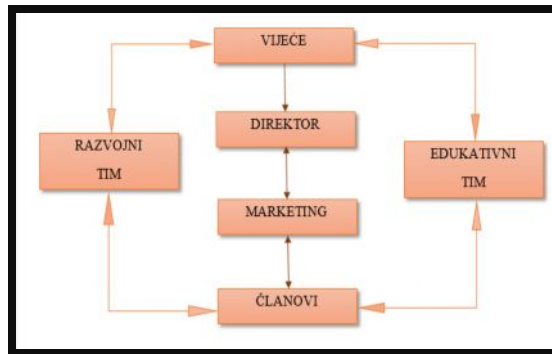 VIJEĆE
DIREKTOR
RAZVOJNI
TIM
EDUKATIVNI
TIM
MARKETING
ČLANOVI